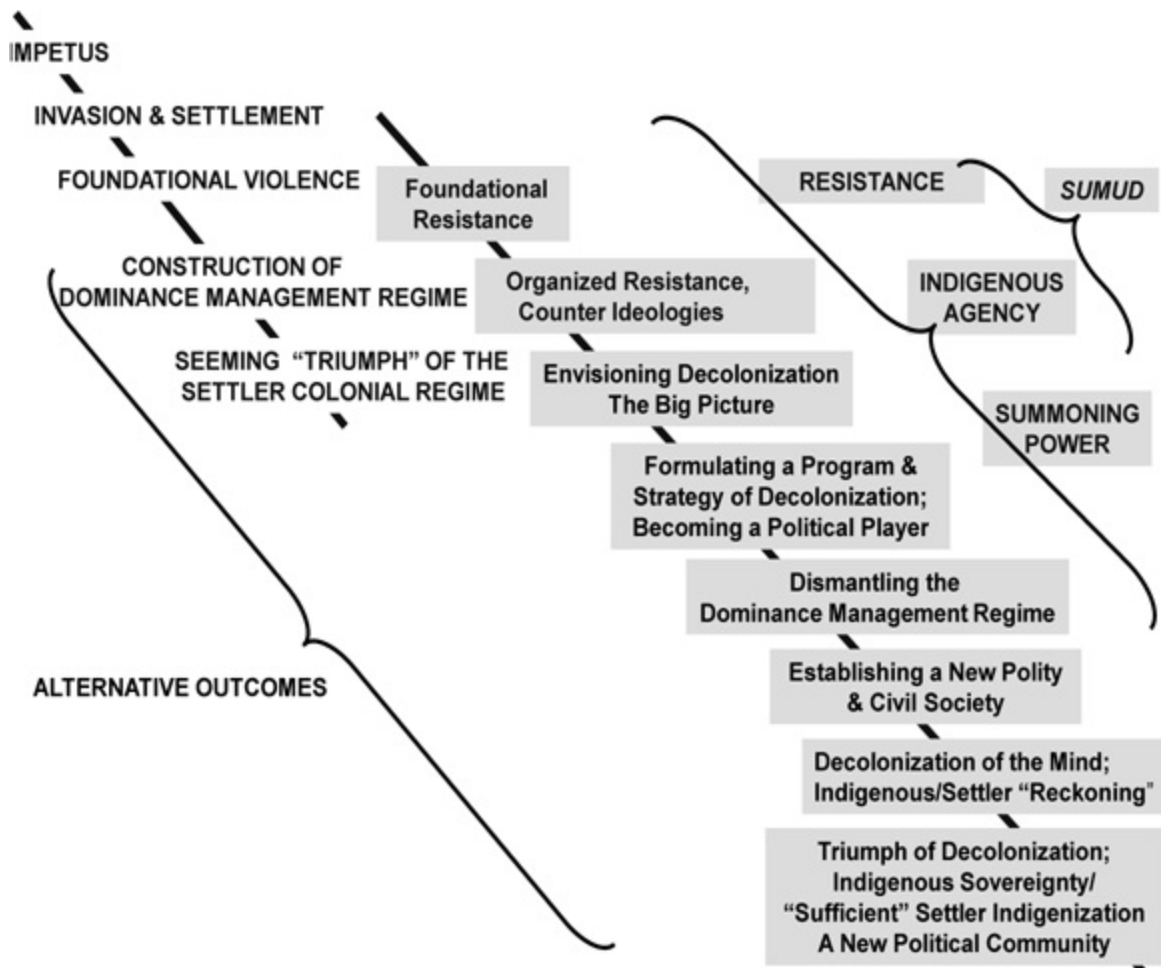 IMPETUS
INVASION & SETTLEMENT
FOUNDATIONAL VIOLENCE
CONSTRUCTION OF
DOMINANCE MANAGEMENT REGIME
SEEMING “TRIUMPH” OF THE
SETTLER COLONIAL REGIME
ALTERNATIVE OUTCOMES
Foundational
Resistance
Organized Resistance,
Counter Ideologies
Envisioning Decolonization
The Big Picture
Formulating a Program &
Strategy of Decolonization;
Becoming a Political Player
Dismantling the
Dominance Management Regime
Establishing a New Polity
& Civil Society
Decolonization of the Mind;
Indigenous/Settler “Reckoning”
Triumph of Decolonization;
Indigenous Sovereignty/
“Sufficient” Settler Indigenization
A New Political Community
RESISTANCE
SUMUD
INDIGENOUS
AGENCY
SUMMONING
POWER